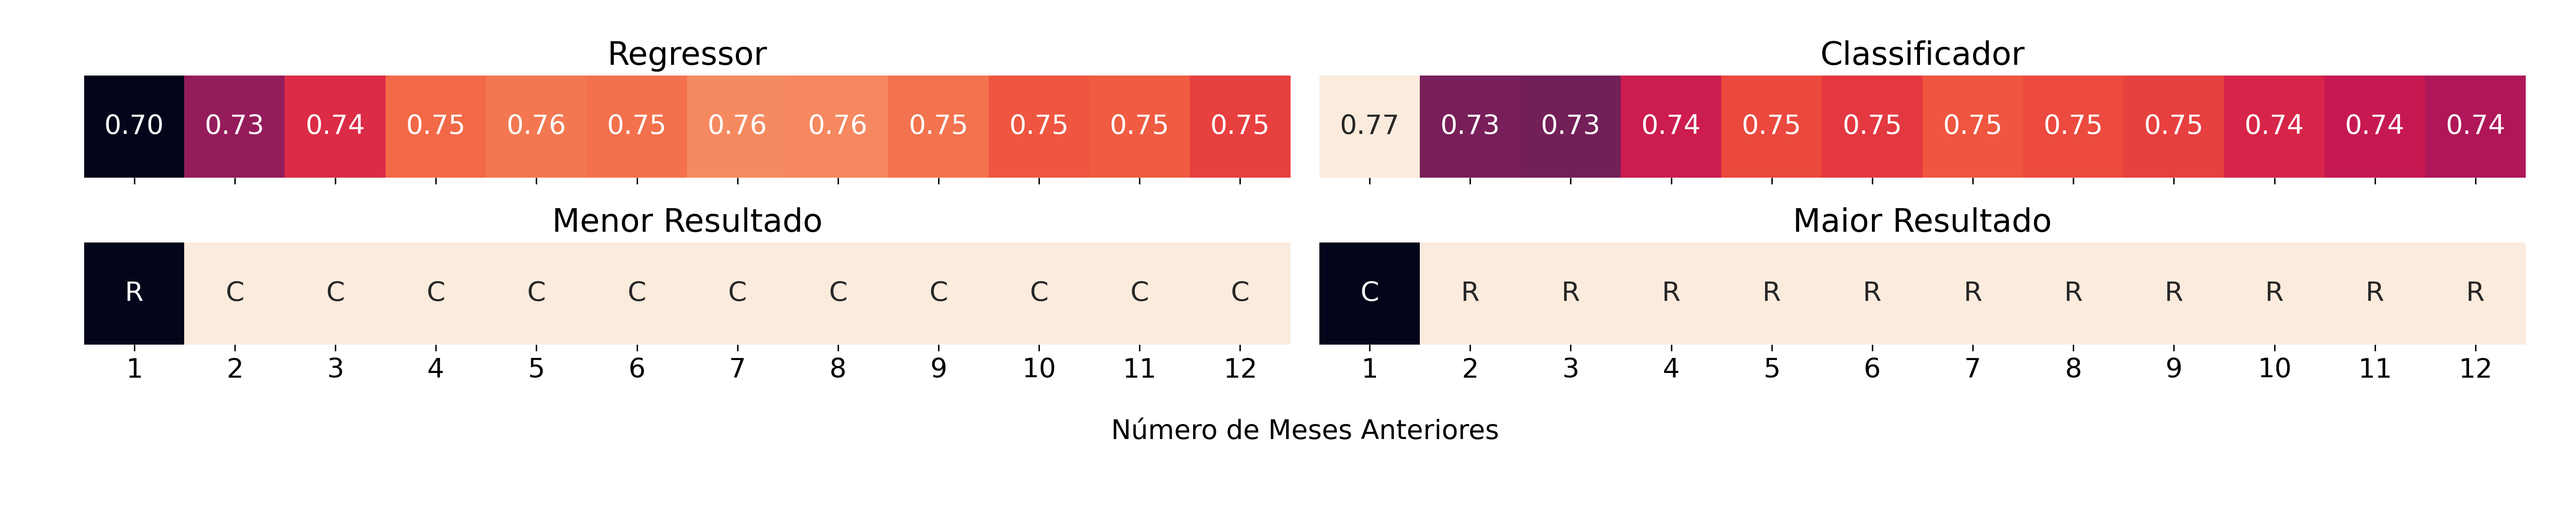 Regressor
0.70 0.73 0.74 0.75 0.76 0.75 0.76 0.76 0.75 0.75 0.75 0.75
Classificador
0.77 0.73 0.73 0.74 0.75 0.75 0.75 0.75 0.75 0.74 0.74 0.74
Menor Resultado
R C C C C C C C C C C C
1 2 3 4 5 6 7 8 9 10 11 12
Maior Resultado
C R R R R R R R R R R R
1 2 3 4 5 6 7 8 9 10 11 12
Número de Meses Anteriores